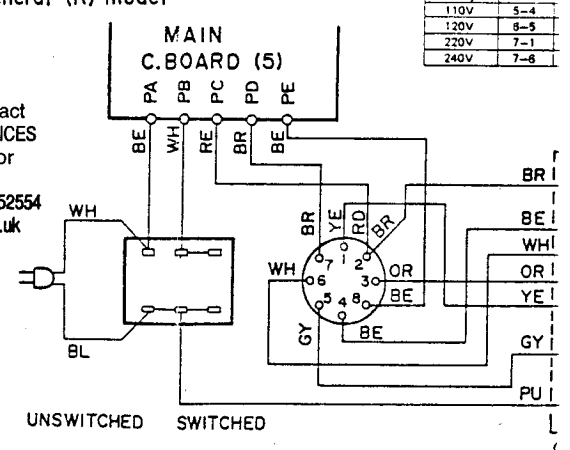 (A) model
110V 5-4
120V 8-5
220V 7-1
240V 7-6
MAIN
C.BOARD (5)
PA PB PC PD PE
BE WH RE BR BE
act
NCES
or
52554
.uk
WH
BL
BR YE RD BR
7 1 2
WH 6 3 OR
5 4 8 BE
GY BE
BR
BE
WH
OR
YE
GY
PU
UNSWITCHED SWITCHED